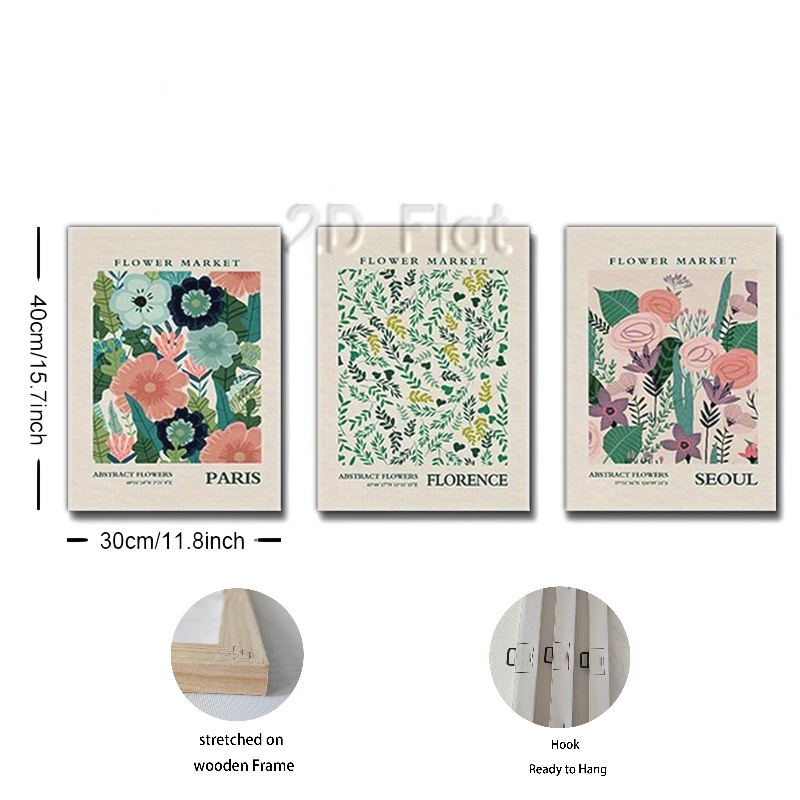 2D Flat
FLOWER MARKET
FLOWER MARKET
FLOWER MARKET
40cm/15.7inch
ABSTRACT FLOWERS
PARIS
ABSTRACT FLOWERS
FLORENCE
ABSTRACT FLOWERS
SEOUL
30cm/11.8inch
stretched on
wooden Frame
Hook
Ready to Hang